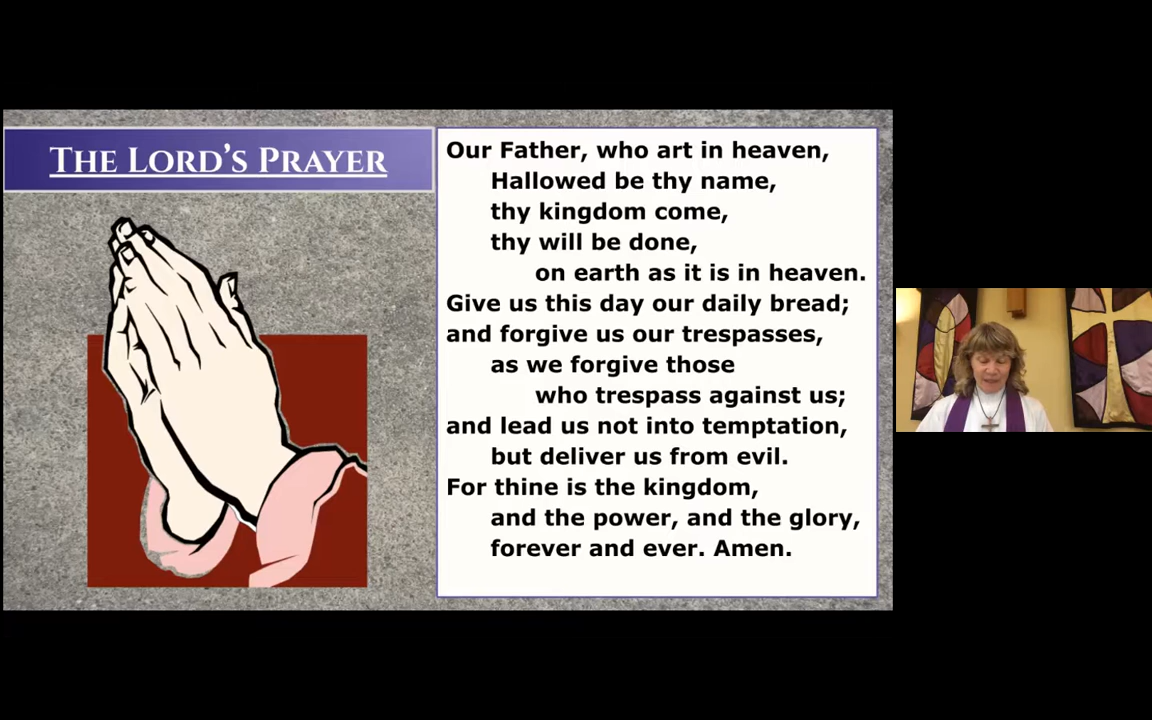 THE LORD'S PRAYER
Our Father, who art in heaven,
Hallowed be thy name,
thy kingdom come,
thy will be done,
on earth as it is in heaven.
Give us this day our daily bread;
and forgive us our trespasses,
as we forgive those
who trespass against us;
and lead us not into temptation,
but deliver us from evil.
For thine is the kingdom,
and the power, and the glory,
forever and ever. Amen.